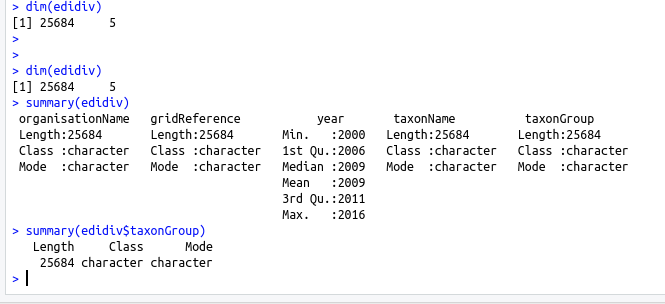 > dim(edidiv)
[1] 25684     5
>
>
> dim(edidiv)
[1] 25684     5
> summary(edidiv)
 organisationName   gridReference           year       taxonName          taxonGroup
 Length:25684       Length:25684       Min.   :2000   Length:25684       Length:25684
 Class :character   Class :character   1st Qu.:2006   Class :character   Class :character
 Mode  :character   Mode  :character   Median :2009   Mode  :character   Mode  :character
                                       Mean   :2009
                                       3rd Qu.:2011
                                       Max.   :2016
> summary(edidiv$taxonGroup)
   Length     Class      Mode
    25684 character character
>